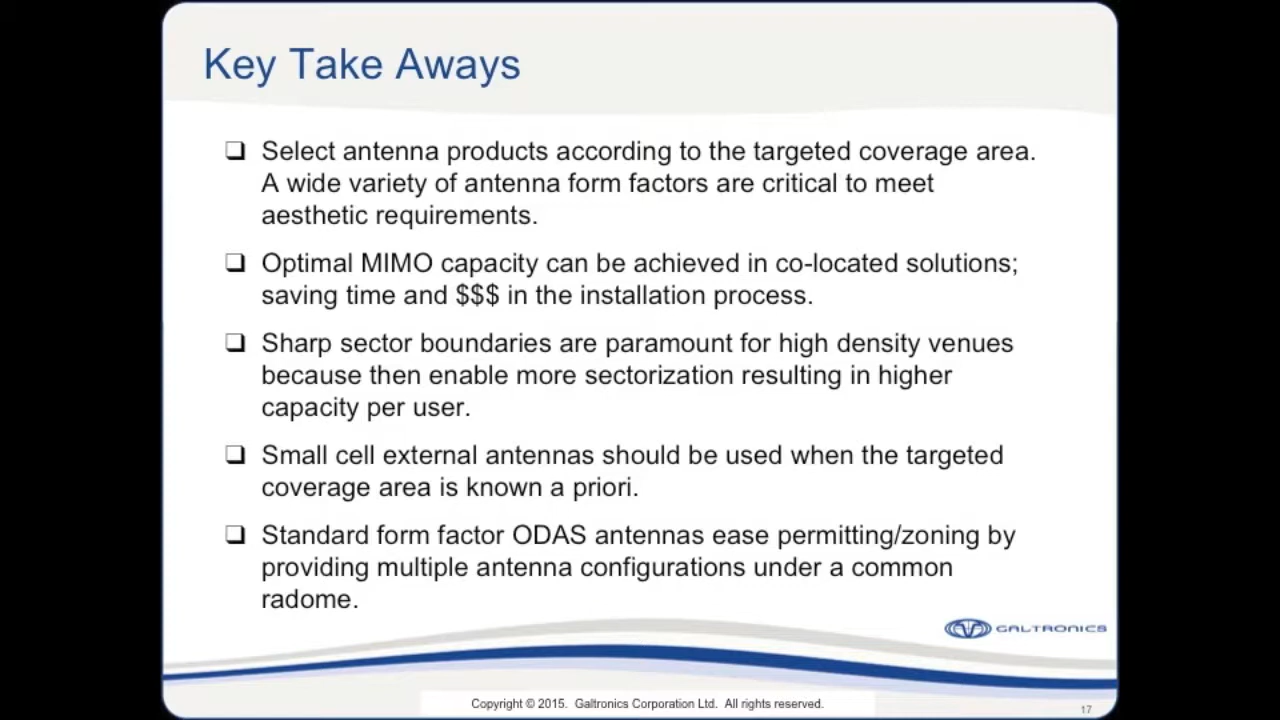 Key Take Aways
❑ Select antenna products according to the targeted coverage area.
A wide variety of antenna form factors are critical to meet
aesthetic requirements.
❑ Optimal MIMO capacity can be achieved in co-located solutions;
saving time and $$$ in the installation process.
❑ Sharp sector boundaries are paramount for high density venues
because then enable more sectorization resulting in higher
capacity per user.
❑ Small cell external antennas should be used when the targeted
coverage area is known a priori.
❑ Standard form factor ODAS antennas ease permitting/zoning by
providing multiple antenna configurations under a common
radome.
GALTRONICS
Copyright © 2015. Galtronics Corporation Ltd. All rights reserved.
17